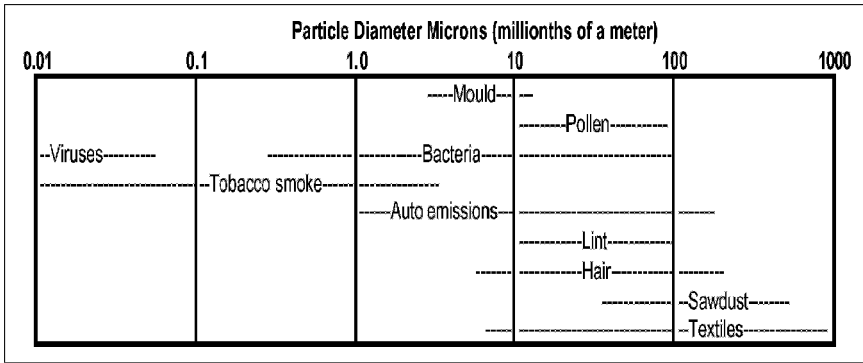 Particle Diameter Microns (millionths of a meter)
0.01 0.1 1.0 10 100 1000
Mould
Pollen
Viruses Bacteria
Tobacco smoke
Auto emissions
Lint
Hair
Sawdust
Textiles